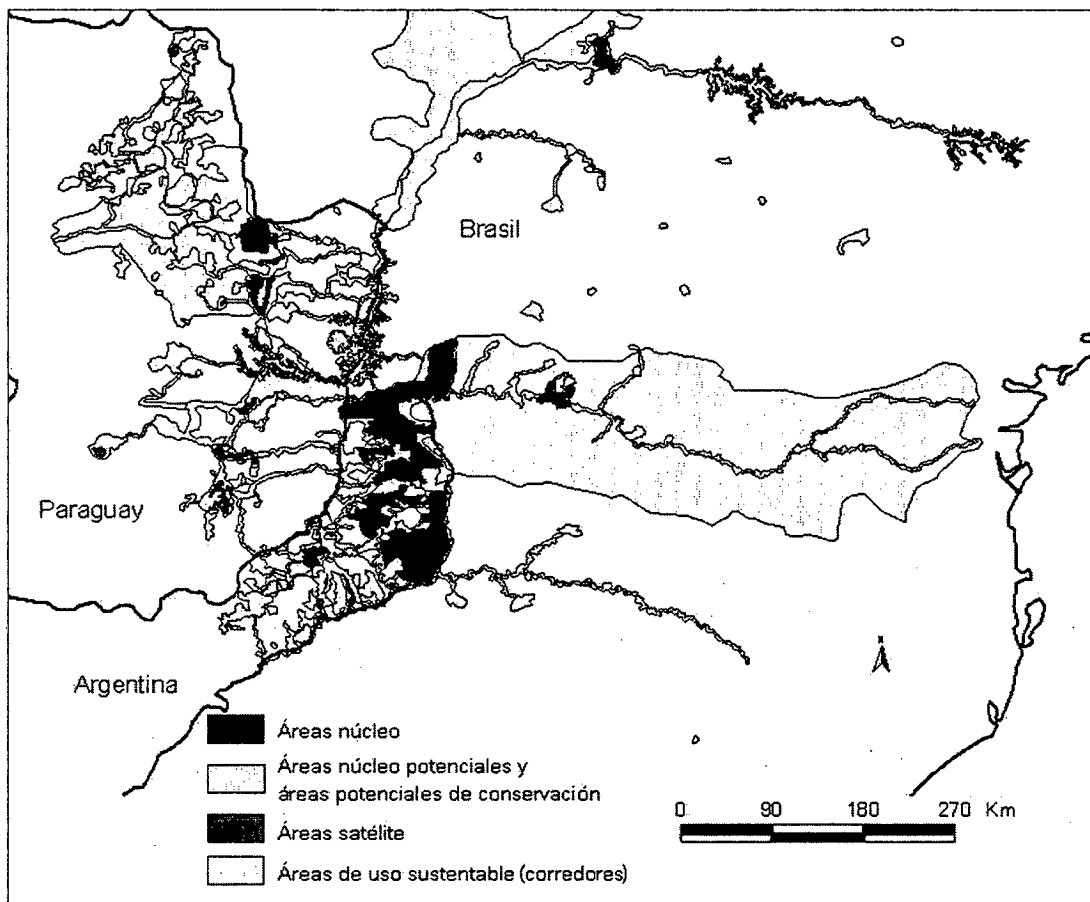 Brasil
Paraguay
Argentina
Áreas núcleo
Áreas núcleo potenciales y
áreas potenciales de conservación
Áreas satélite
Áreas de uso sustentable (corredores)
0 90 180 270 Km